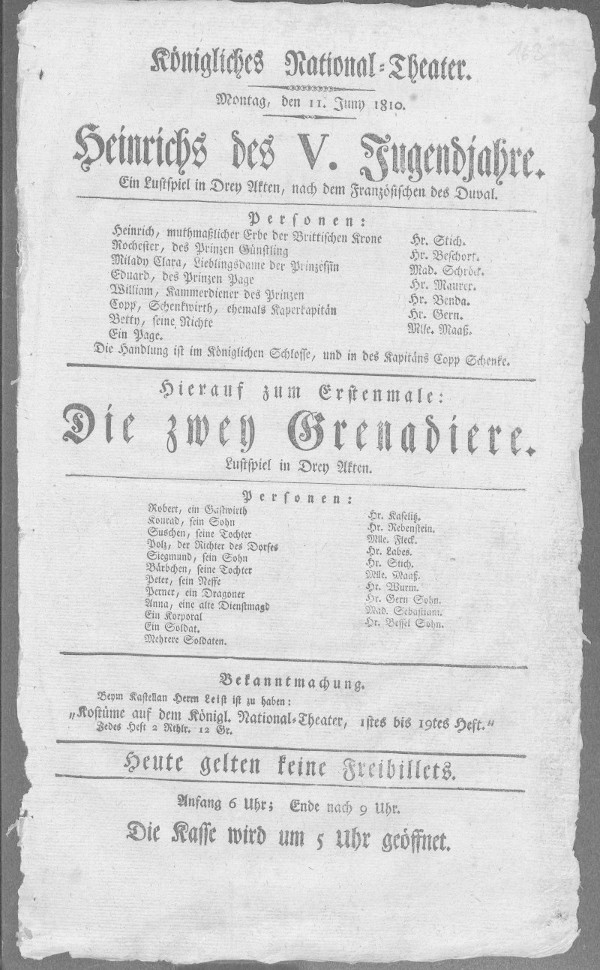 Königliches National-Theater.
Montag, den 11. Juny 1810.
Heinrichs des V. Jugendjahre.
Ein Lustspiel in Drey Akten, nach dem Französischen des Duval.
Personen:
Heinrich, muthmaßlicher Erbe der Brittischen Krone Hr. Stich.
Rochester, des Prinzen Günstling Hr. Beschort.
Milady Clara, Lieblingsdame der Prinzessin Mad. Schröck.
Eduard, des Prinzen Page Hr. Maurer.
William, Kammerdiener des Prinzen Hr. Benda.
Copp, Schenkwirth, ehemals Kaperkapitän Hr. Gern.
Betty, seine Nichte Mlle. Maaß.
Ein Page.
Die Handlung ist im Königlichen Schlosse, und in des Kapitäns Copp Schenke.
Hierauf zum Erstenmale:
Die zwey Grenadiere.
Lustspiel in Drey Akten.
Personen:
Robert, ein Gastwirth Hr. Kaselitz.
Konrad, sein Sohn Hr. Rebenstein.
Suschen, seine Tochter Mlle. Fleck.
Polz, der Richter des Dorfes Hr. Labes.
Siegmund, sein Sohn Hr. Stich.
Bärbchen, seine Tochter Mlle. Maaß.
Peter, sein Neffe Hr. Wurm.
Perner, ein Dragoner Hr. Gern Sohn.
Anna, eine alte Dienstmagd Mad. Sebastiani.
Ein Korporal Hr. Bessel Sohn.
Ein Soldat.
Mehrere Soldaten.
Bekanntmachung.
Beym Kastellan Herrn Leist ist zu haben:
„Kostüme auf dem Königl. National-Theater, 1stes bis 19tes Heft.“
Jedes Heft 2 Rthlr. 12 Gr.
Heute gelten keine Freibillets.
Anfang 6 Uhr; Ende nach 9 Uhr.
Die Kasse wird um 5 Uhr geöffnet.